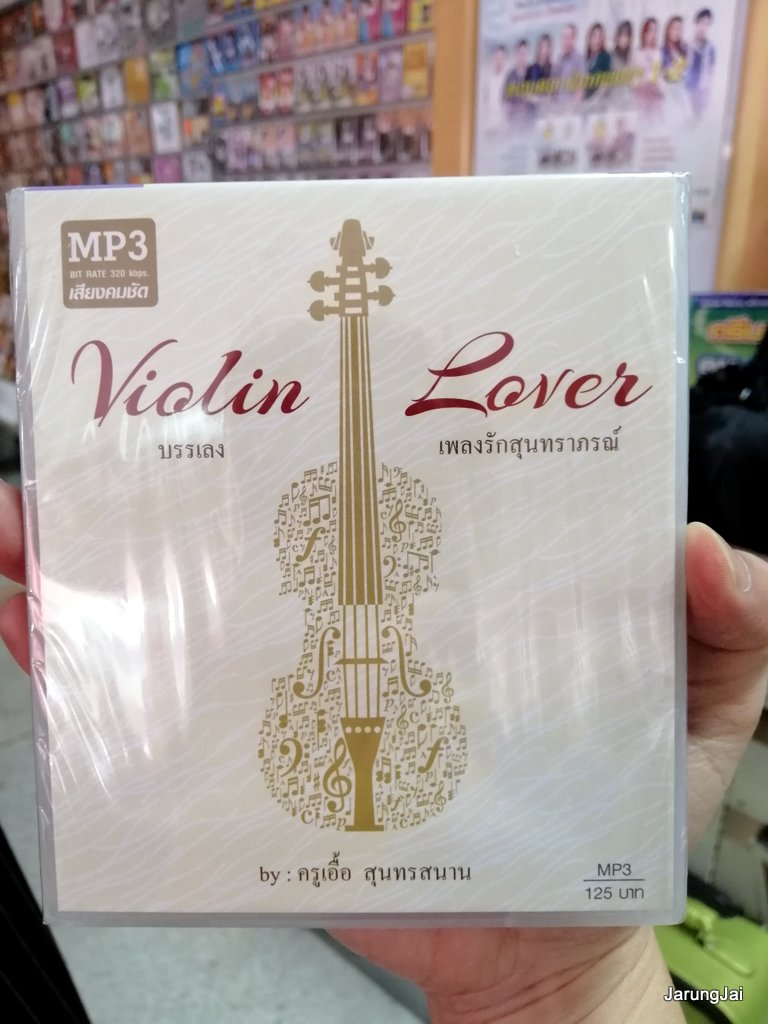 MP3
BIT RATE 320 kbps.
เสียงคมชัด
Violin Lover
บรรเลง
เพลงรักสุนทราภรณ์
by : ครูเอื้อ สุนทรสนาน
MP3
125 บาท
JarungJai